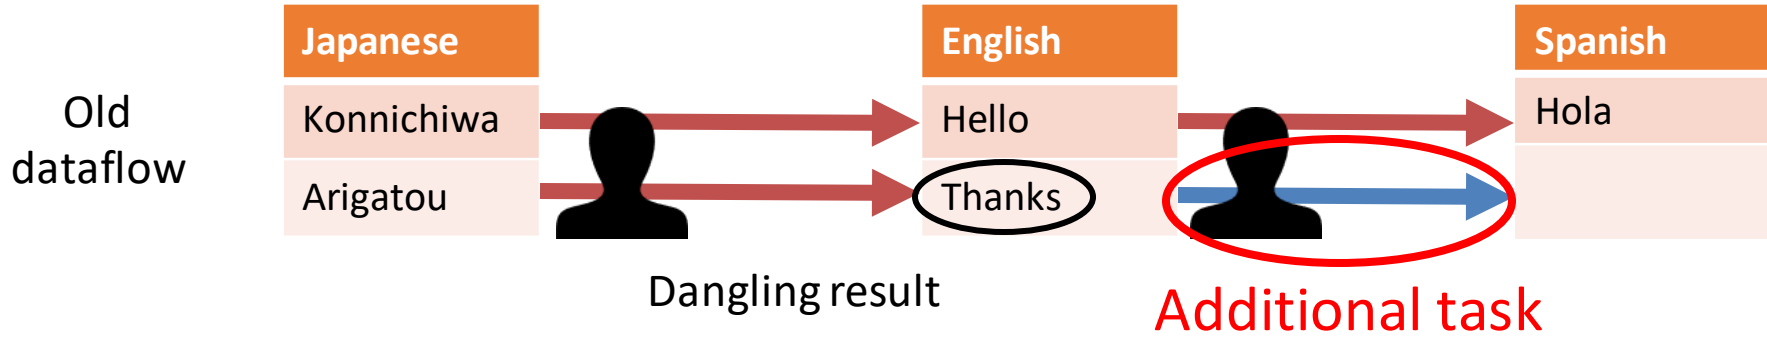 Old
dataflow
Japanese English Spanish
Konnichiwa Hello Hola
Arigatou Thanks
Dangling result
Additional task